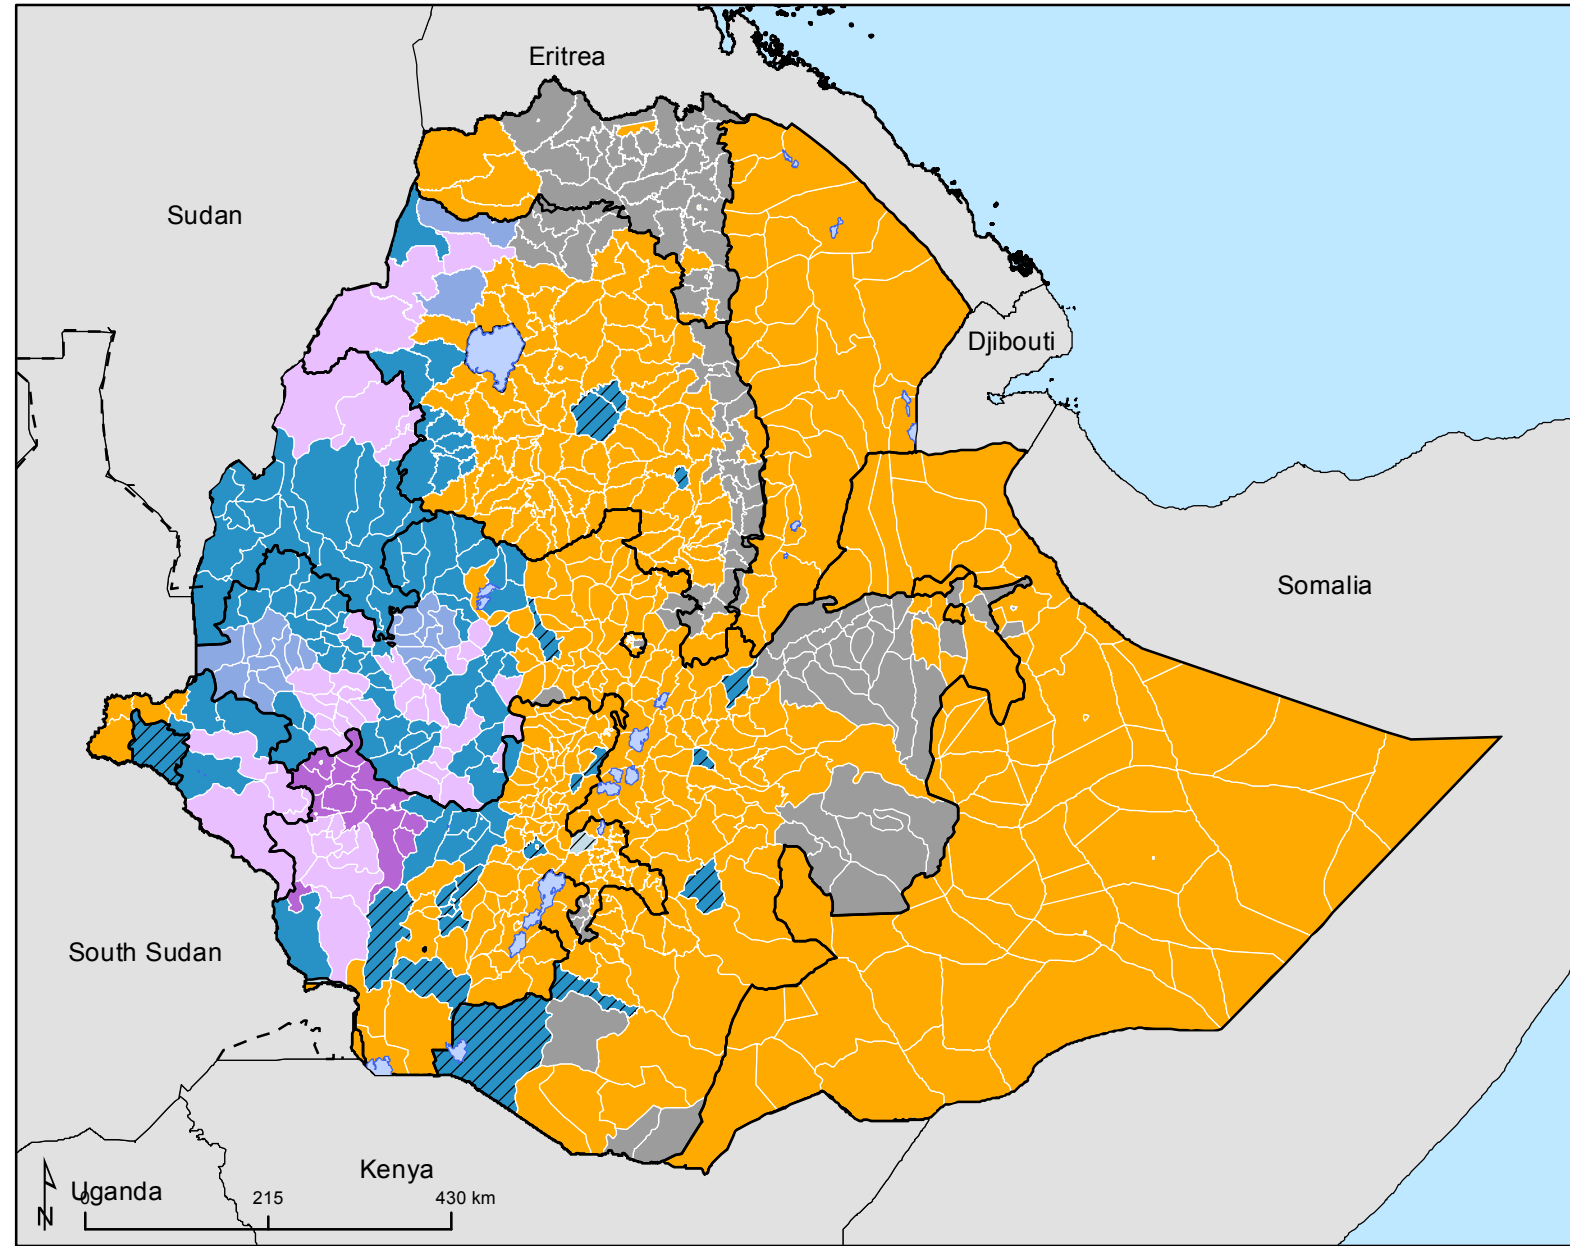 Eritrea
Sudan
Djibouti
Somalia
South Sudan
Kenya
Uganda
0 215 430 km
N